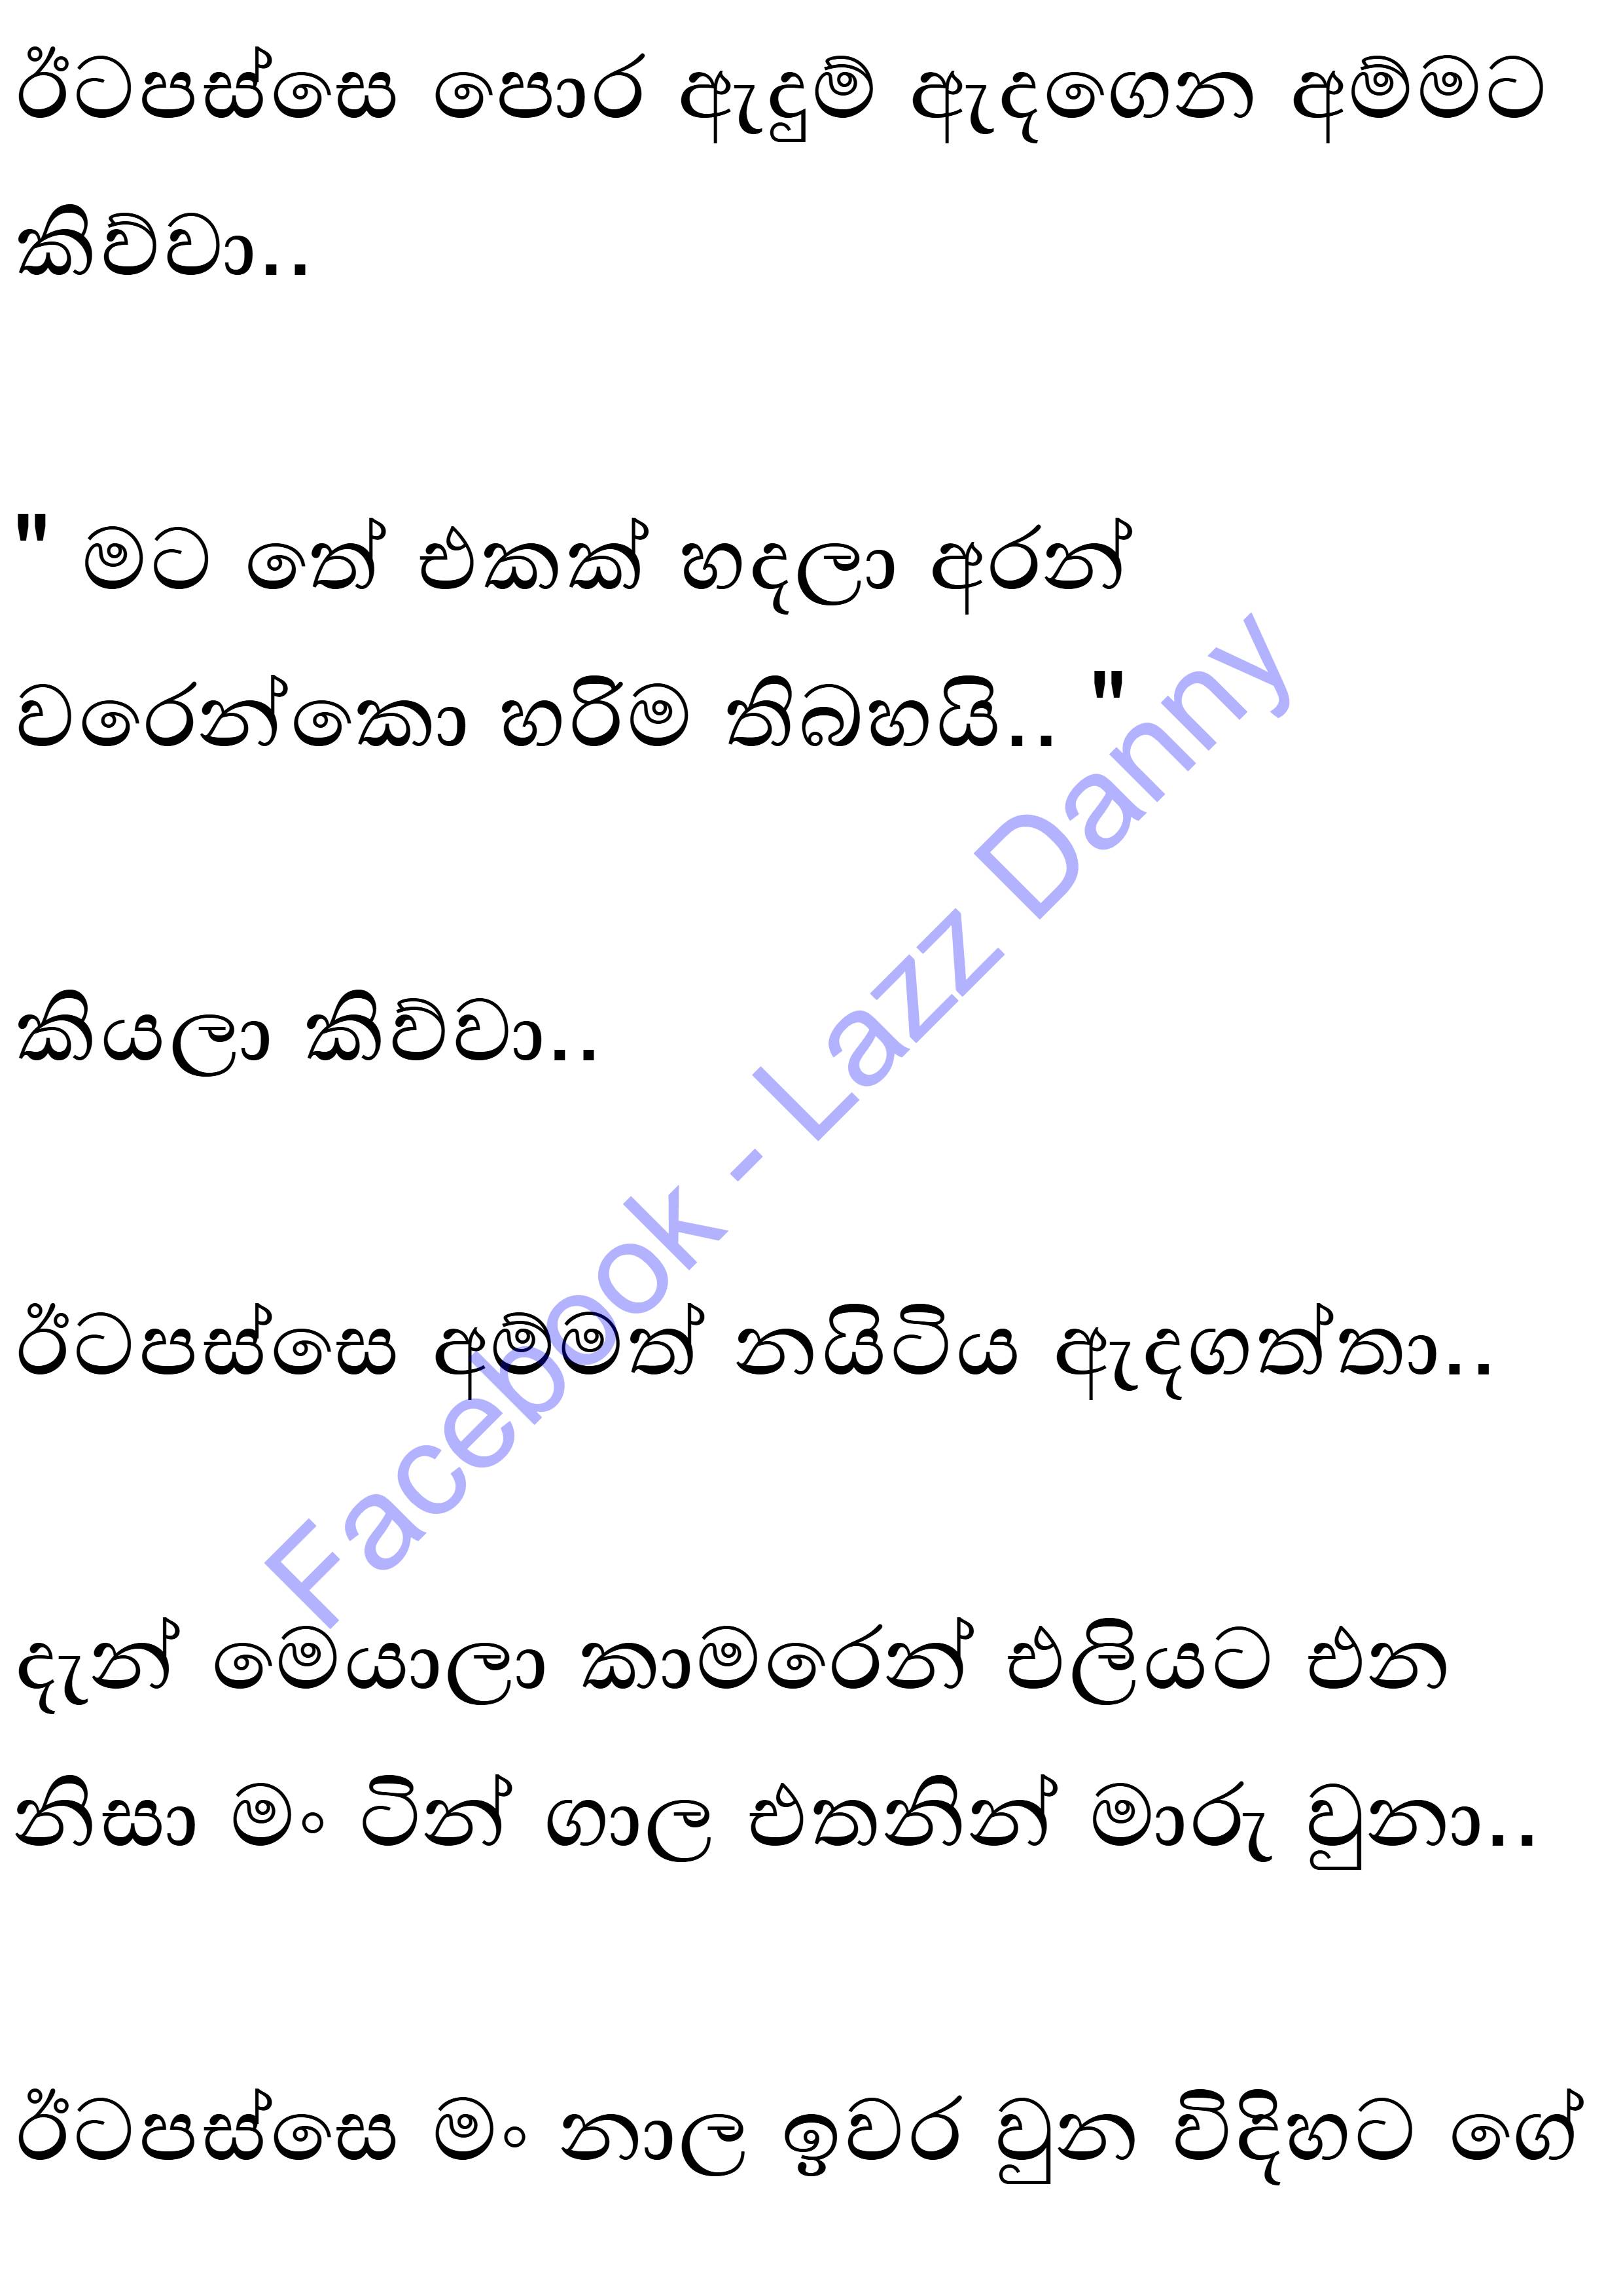 ඊටපස්සෙ පොර ඇඳුම් ඇදගෙන අම්මට
කිව්වා..
" මට තේ එකක් හදලා අරන්
වරෙන්කො හරිම තිබහයි.. "
කියලා කිව්වා..
ඊටපස්සෙ අම්මත් නයිටිය ඇදගත්තා..
දැන් මෙයාලා කාමරෙන් එලියට එන
නිසා මං ටින් ගාල එතනින් මාරු වුනා..
ඊටපස්සෙ මං නාල ඉවර වුන විදිහට ගේ
Facebook - Lazz Danny